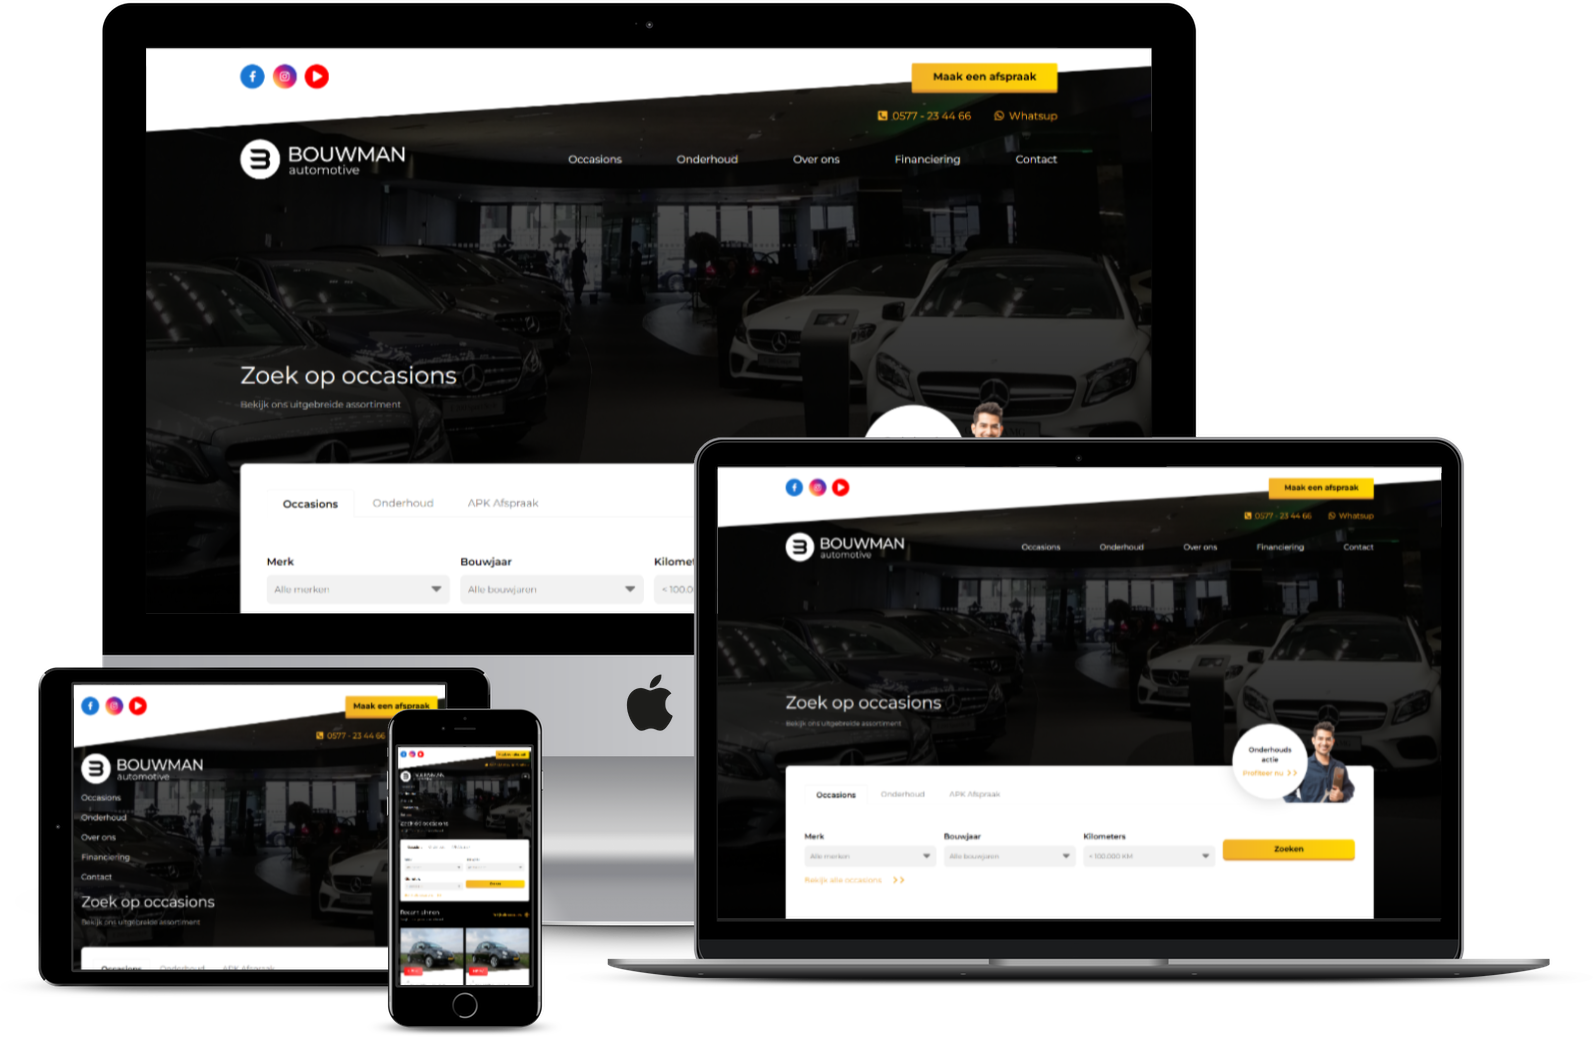 Maak een afspraak
0577 - 23 44 66 Whatsup
BOUWMAN
automotive
Occasions Onderhoud Over ons Financiering Contact
Zoek op occasions
Bekijk ons uitgebreide assortiment
Occasions Onderhoud APK Afspraak
Merk Bouwjaar
Alle merken Alle bouwjaren
Maak een afspraak
0577 - 23 44 66 Whatsup
BOUWMAN
automotive
Occasions Onderhoud Over ons Financiering Contact
Zoek op occasions
Bekijk ons uitgebreide assortiment
Onderhouds
actie
Profiteer nu
Occasions Onderhoud APK Afspraak
Merk Bouwjaar Kilometers
Alle merken Alle bouwjaren < 100.000 KM Zoeken
Bekijk alle occasions
Maak een afspraak
0577 - 23 44 66
BOUWMAN
automotive
Occasions
Onderhoud
Over ons
Financiering
Contact
Zoek op occasions
Bekijk ons uitgebreide assortiment
Occasions Onderhoud APK Afspraak
BOUWMAN